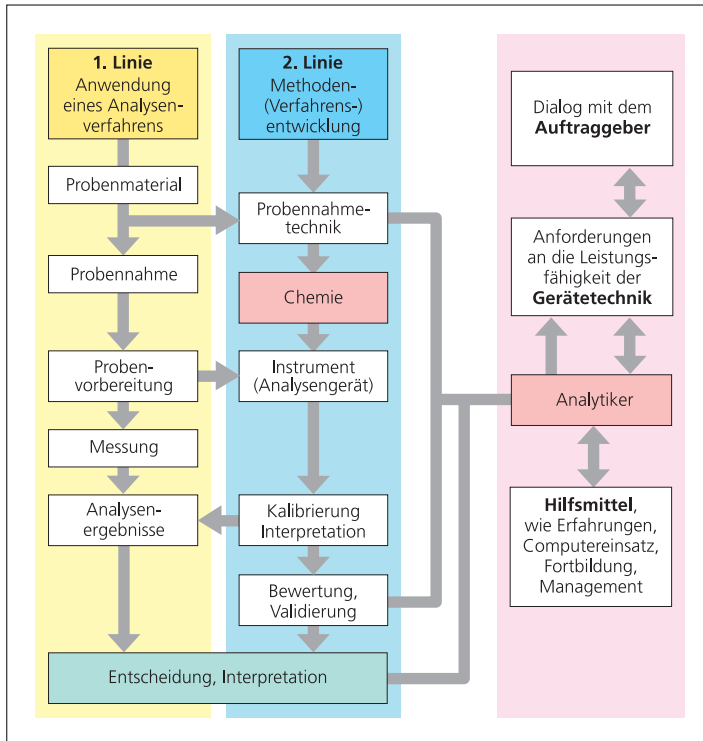 1. Linie
Anwendung
eines Analysen-
verfahrens
Probenmaterial
Probennahme
Proben-
vorbereitung
Messung
Analysen-
ergebnisse
2. Linie
Methoden-
(Verfahrens-)
entwicklung
Probennahme-
technik
Chemie
Instrument
(Analysengerät)
Kalibrierung
Interpretation
Bewertung,
Validierung
Entscheidung, Interpretation
Dialog mit dem
Auftraggeber
Anforderungen
an die Leistungs-
fähigkeit der
Gerätetechnik
Analytiker
Hilfsmittel,
wie Erfahrungen,
Computereinsatz,
Fortbildung,
Management